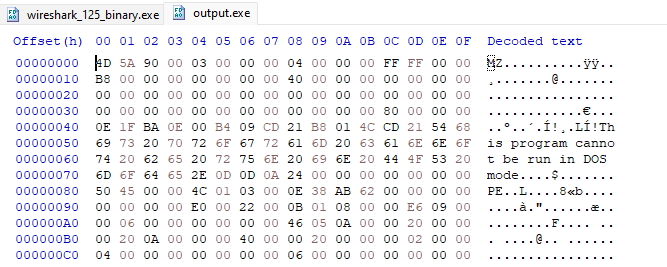 wireshark_125_binary.exe output.exe
Offset(h) 00 01 02 03 04 05 06 07 08 09 0A 0B 0C 0D 0E 0F Decoded text
00000000 4D 5A 90 00 03 00 00 00 04 00 00 00 FF FF 00 00 MZ..........ÿÿ..
00000010 B8 00 00 00 00 00 00 00 40 00 00 00 00 00 00 00 ¸.......@.......
00000020 00 00 00 00 00 00 00 00 00 00 00 00 00 00 00 00 ................
00000030 00 00 00 00 00 00 00 00 00 00 00 00 80 00 00 00 ............€...
00000040 0E 1F BA 0E 00 B4 09 CD 21 B8 01 4C CD 21 54 68 ..º..´.Í!¸.LÍ!Th
00000050 69 73 20 70 72 6F 67 72 61 6D 20 63 61 6E 6E 6F is program canno
00000060 74 20 62 65 20 72 75 6E 20 69 6E 20 44 4F 53 20 t be run in DOS
00000070 6D 6F 64 65 2E 0D 0D 0A 24 00 00 00 00 00 00 00 mode....$.......
00000080 50 45 00 00 4C 01 03 00 0E 38 AB 62 00 00 00 00 PE..L....8«b....
00000090 00 00 00 00 E0 00 22 00 0B 01 08 00 00 E6 09 00 ....à.".....æ..
000000A0 00 06 00 00 00 00 00 00 46 05 0A 00 00 20 00 00 ........F.... ..
000000B0 00 20 0A 00 00 00 40 00 00 20 00 00 00 02 00 00 . ....@.. ......
000000C0 04 00 00 00 00 00 00 00 06 00 00 00 00 00 00 00 ................